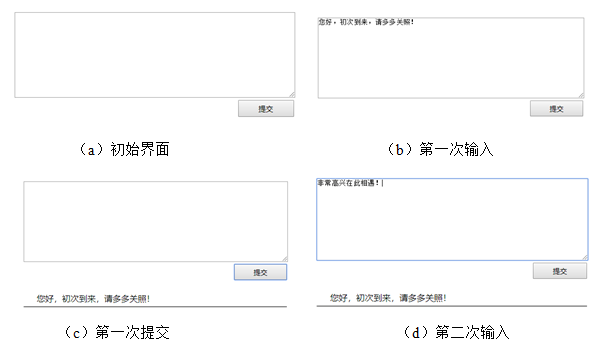 提交
(a)初始界面
您好，初次到来，请多多关照！
提交
(b)第一次输入
提交
您好，初次到来，请多多关照！
(c)第一次提交
非常高兴在此相遇！
提交
您好，初次到来，请多多关照！
(d)第二次输入